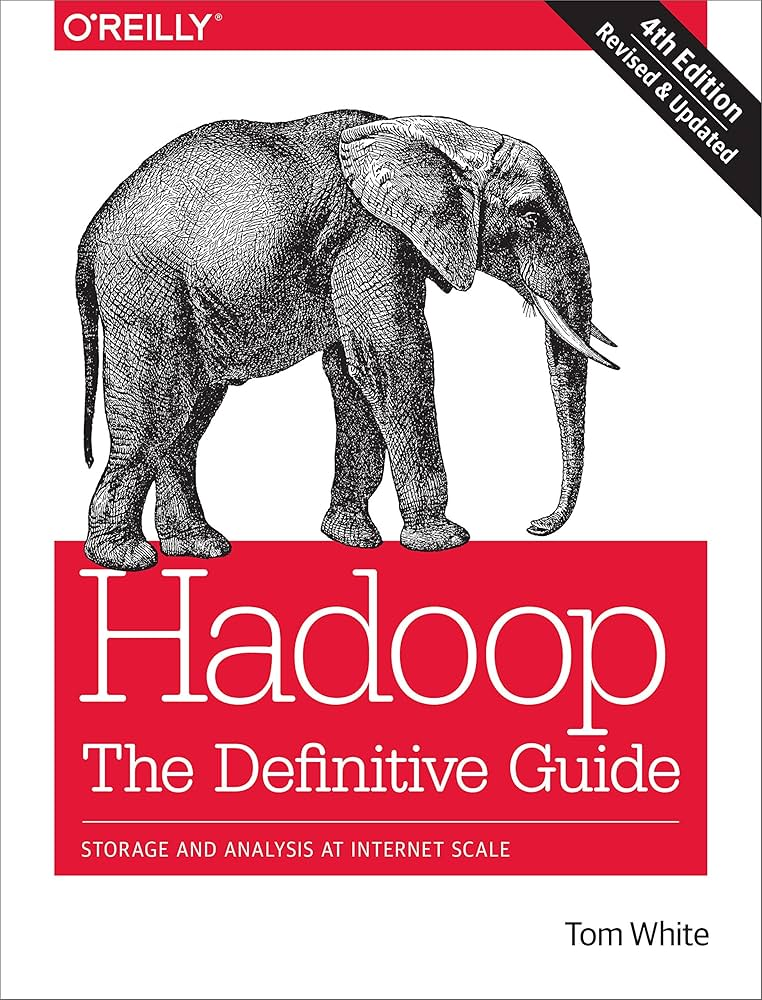 O'REILLY®
4th Edition
Revised & Updated
Hadoop
The Definitive Guide
STORAGE AND ANALYSIS AT INTERNET SCALE
Tom White